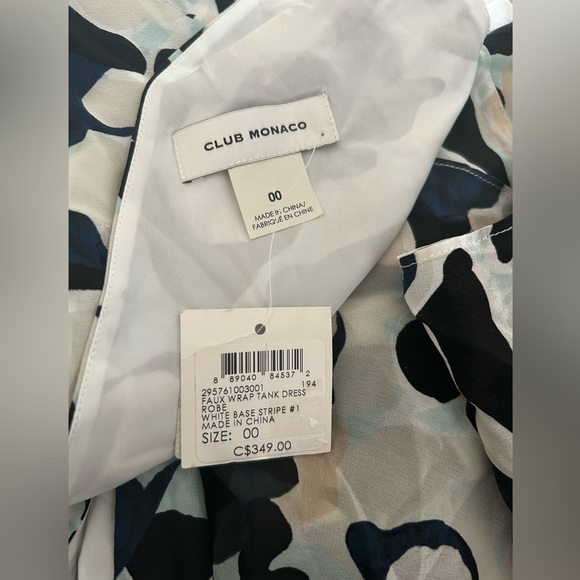 CLUB MONACO
00
MADE IN CHINA/
FABRIQUÉ EN CHINE
8 89040 84537 2
295761003001 194
FAUX WRAP TANK DRESS
ROBE
WHITE BASE STRIPE #1
MADE IN CHINA
SIZE: 00
C$349.00